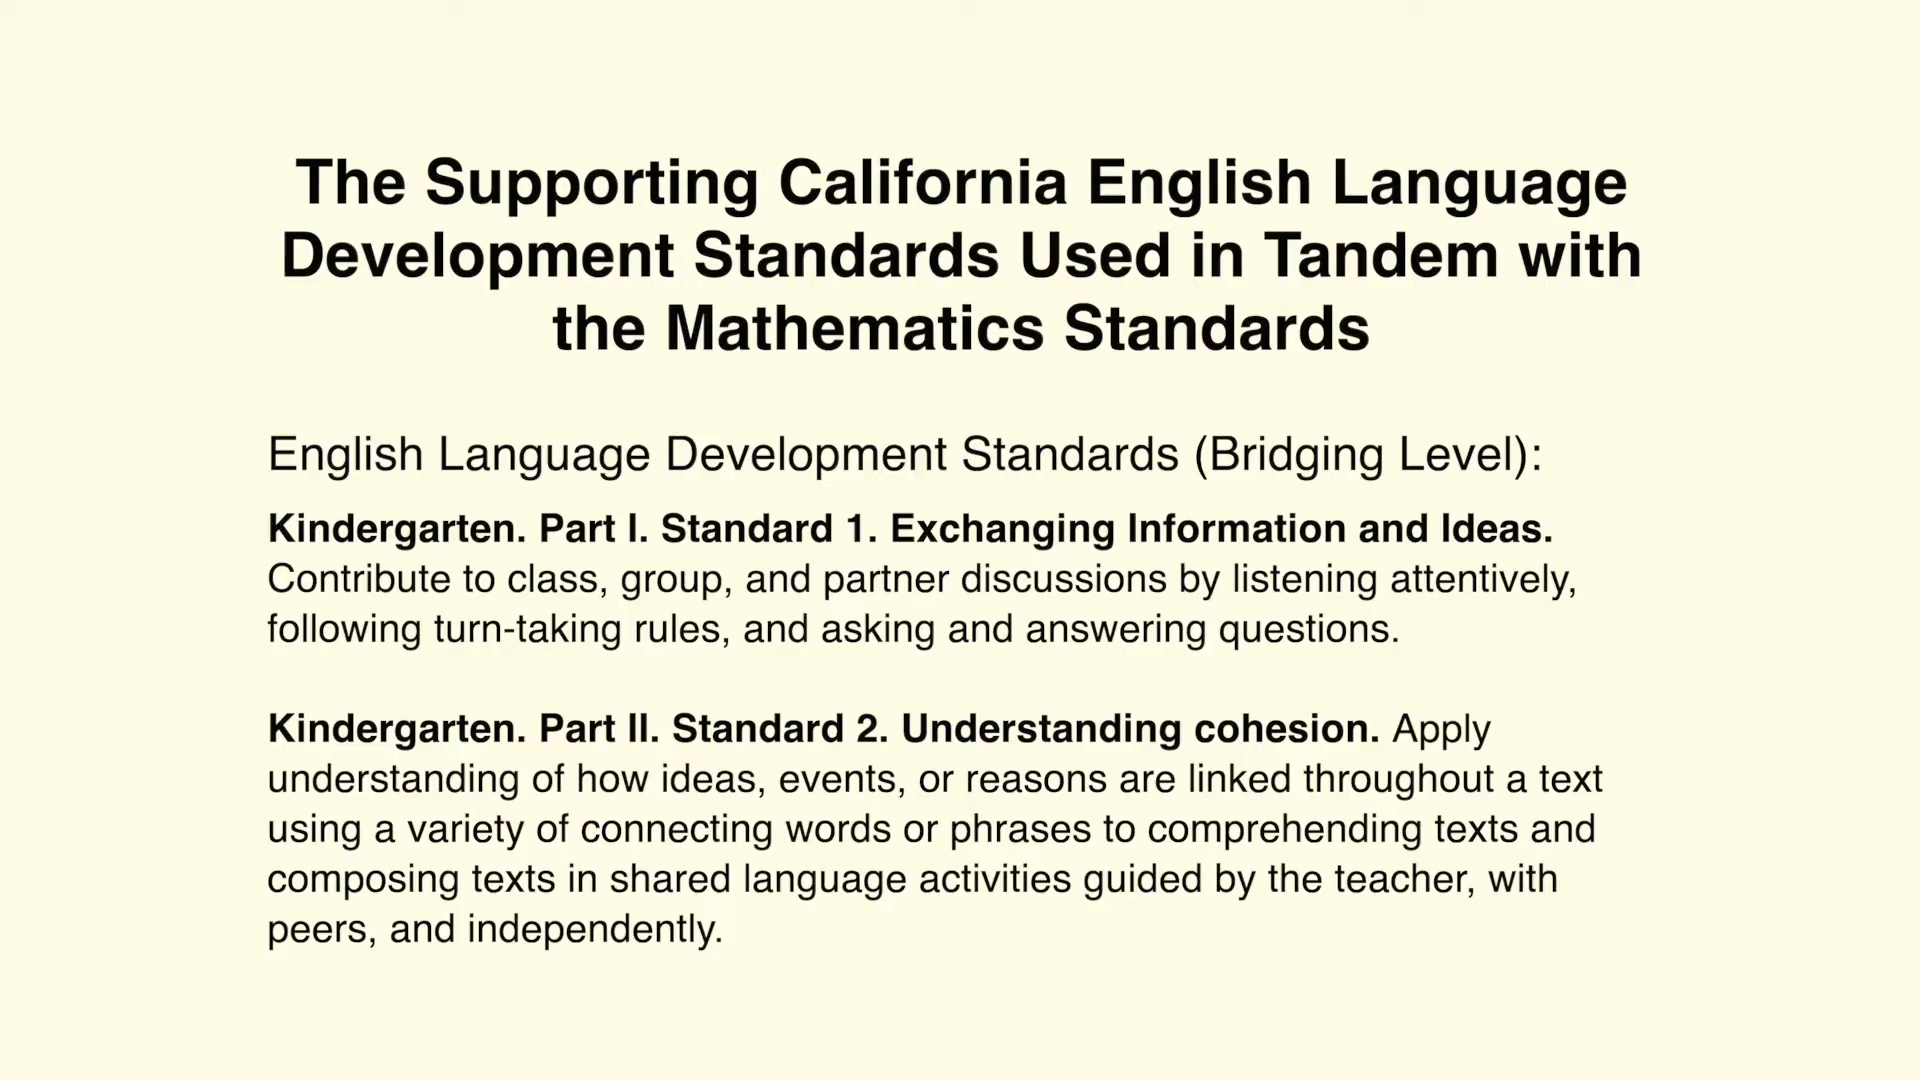 The Supporting California English Language
Development Standards Used in Tandem with
the Mathematics Standards
English Language Development Standards (Bridging Level):
Kindergarten. Part I. Standard 1. Exchanging Information and Ideas.
Contribute to class, group, and partner discussions by listening attentively,
following turn-taking rules, and asking and answering questions.
Kindergarten. Part II. Standard 2. Understanding cohesion. Apply
understanding of how ideas, events, or reasons are linked throughout a text
using a variety of connecting words or phrases to comprehending texts and
composing texts in shared language activities guided by the teacher, with
peers, and independently.